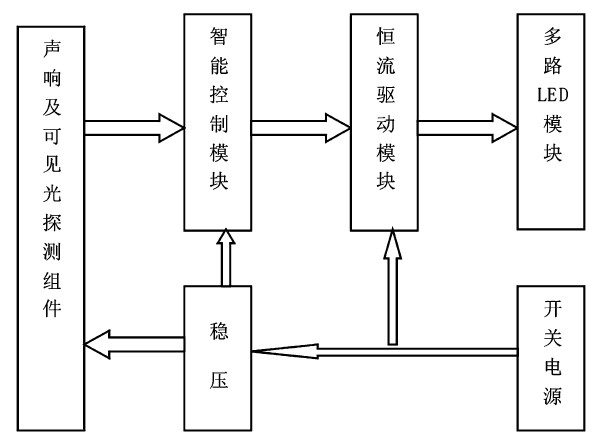 声响及可见光探测组件
智能控制模块
恒流驱动模块
多路LED模块
稳压
开关电源